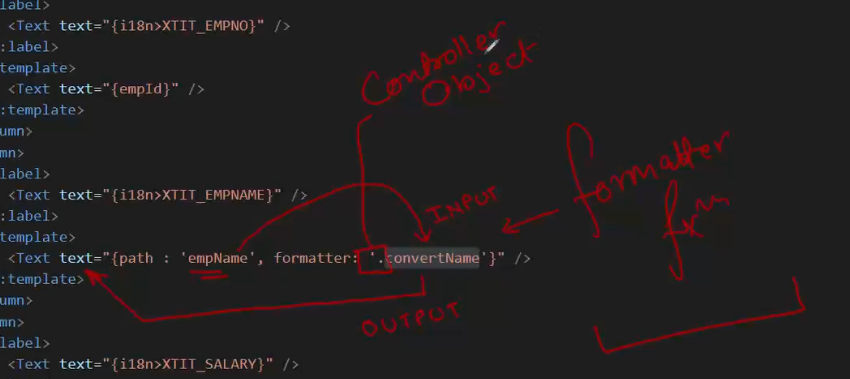 label>
<Text text="{i18n>XTIT_EMPNO}" />
:label>
template>
<Text text="{empId}" />
:template>
umn>
mn>
label>
<Text text="{i18n>XTIT_EMPNAME}" />
:label>
template>
<Text text="{path : 'empName', formatter: '.convertName'}" />
:template>
umn>
mn>
label>
<Text text="{i18n>XTIT_SALARY}" />
Controller
Object
INPUT
formatter
fxn
OUTPUT